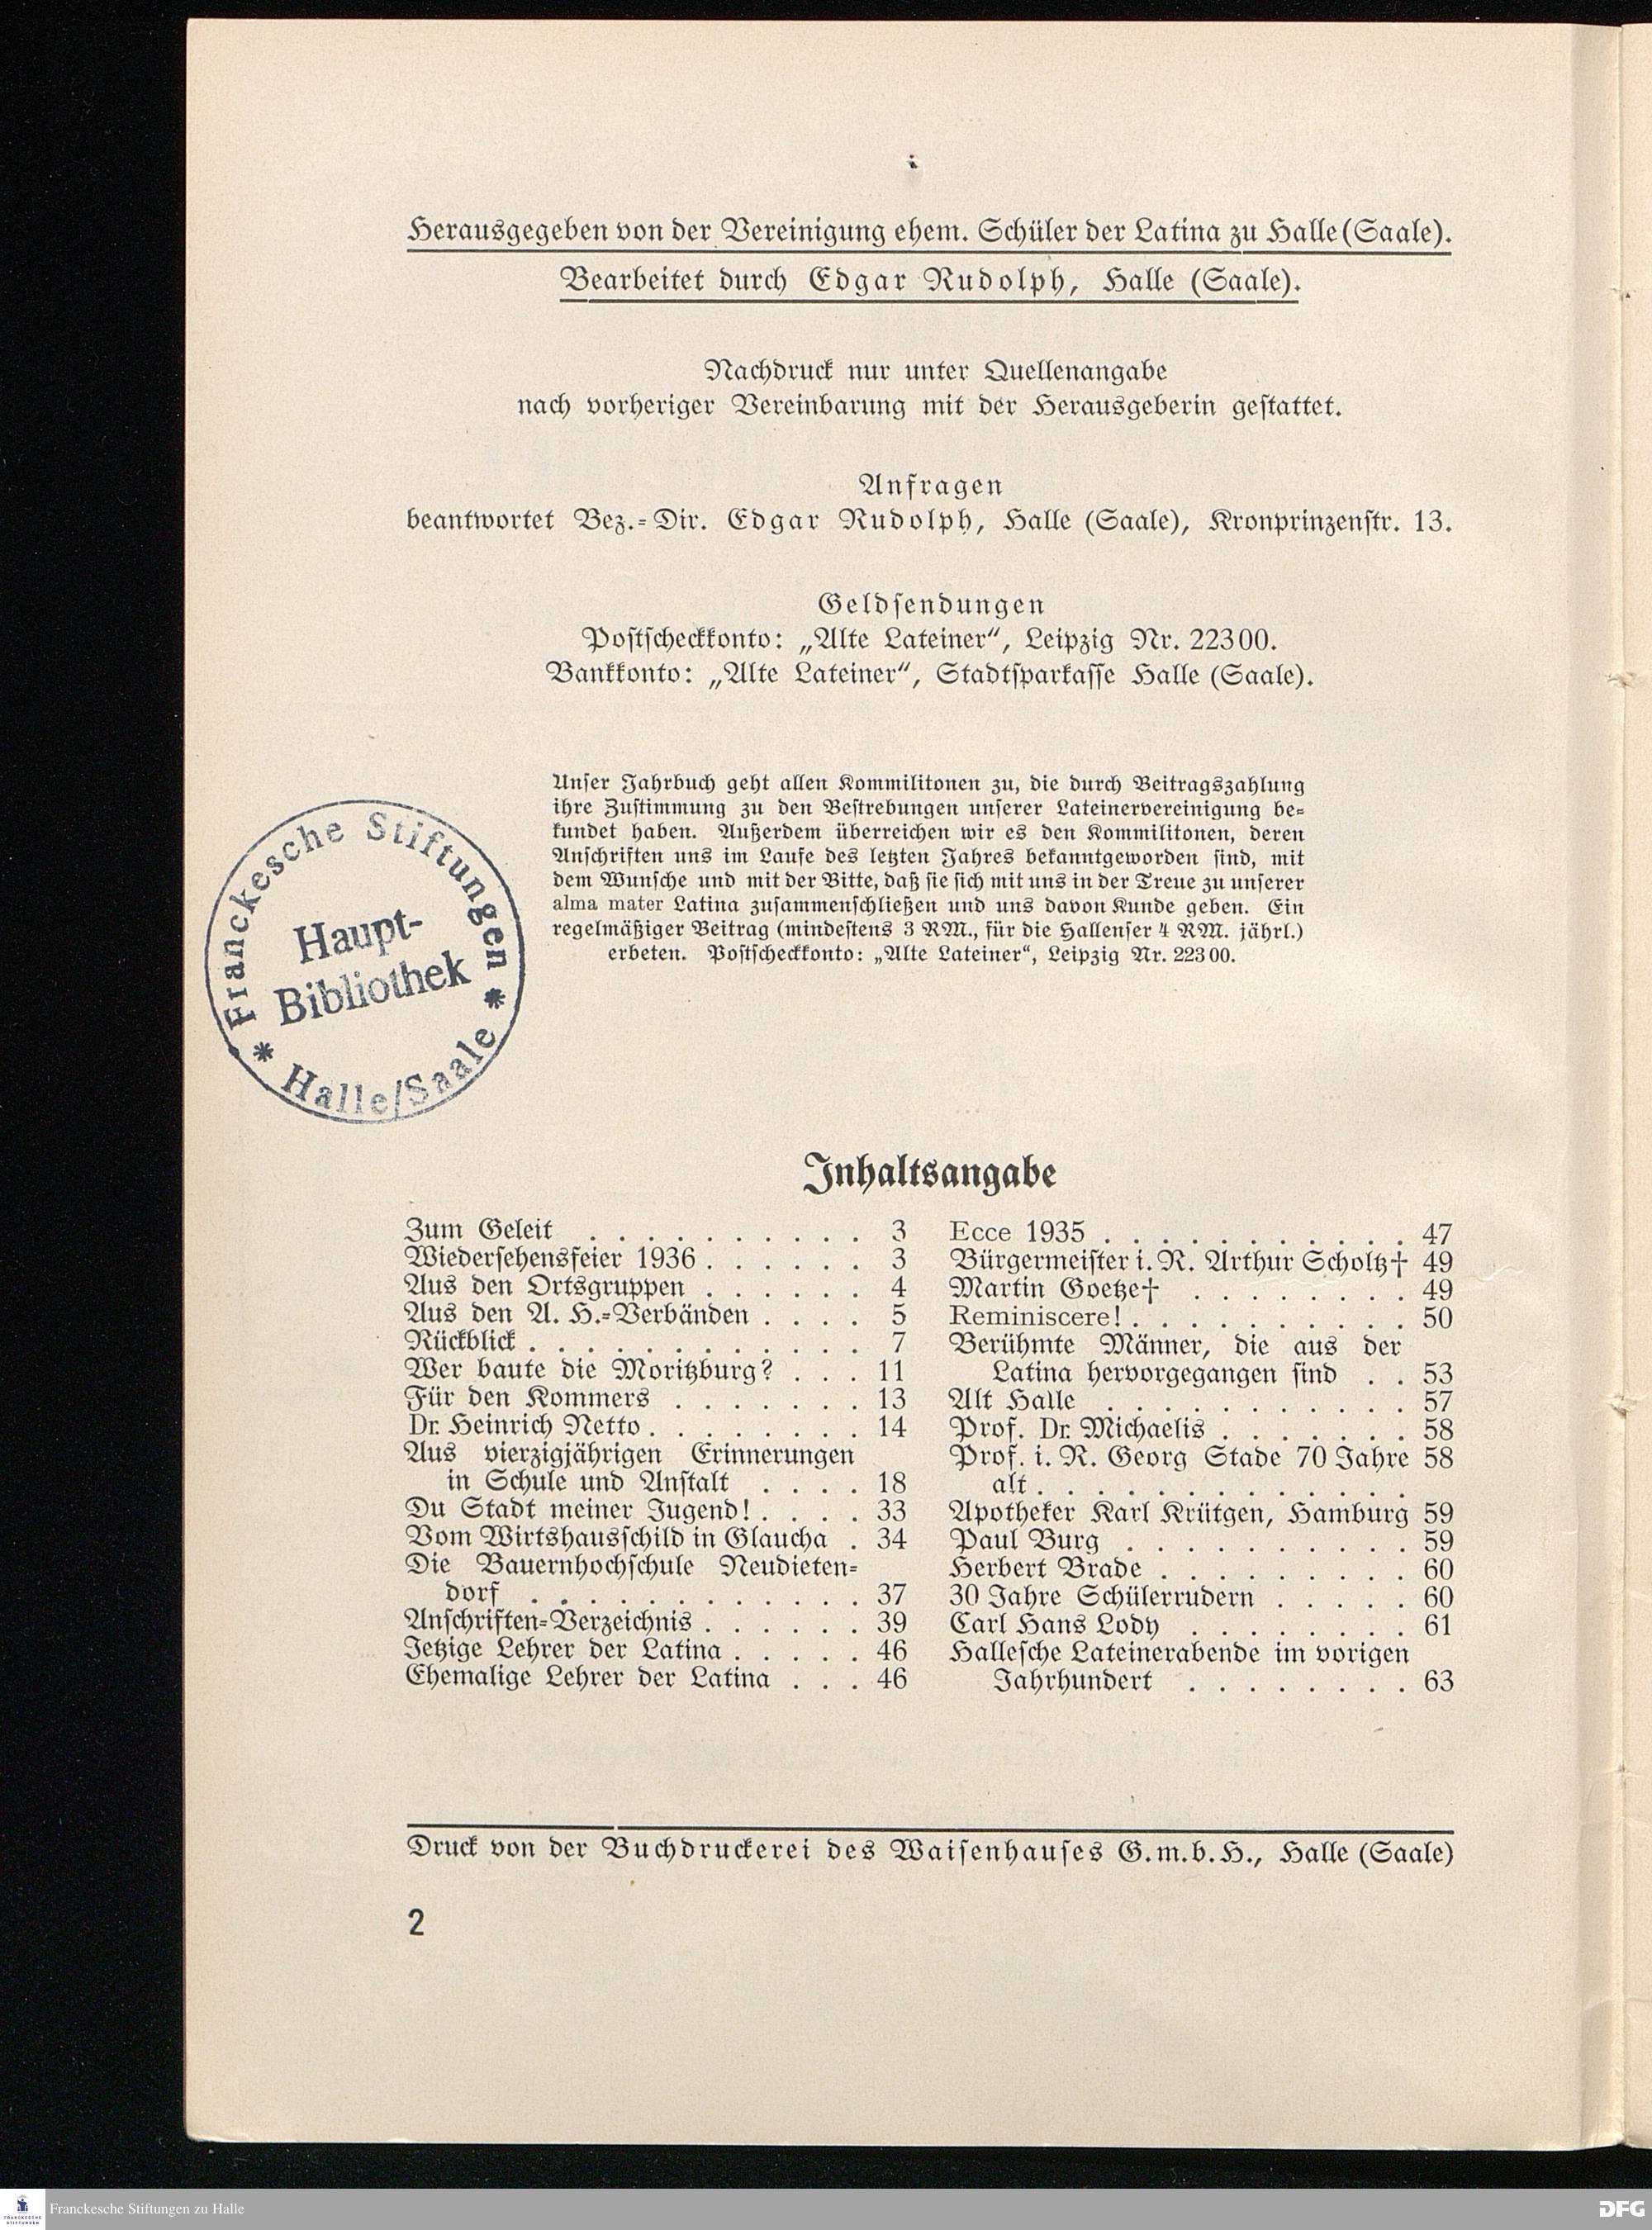 Herausgegeben von der Vereinigung ehem. Schüler der Latina zu Halle (Saale).
Bearbeitet durch Edgar Rudolph, Halle (Saale).
Nachdruck nur unter Quellenangabe
nach vorheriger Vereinbarung mit der Herausgeberin gestattet.
Anfragen
beantwortet Bez.-Dir. Edgar Rudolph, Halle (Saale), Kronprinzenstr. 13.
Geldsendungen
Postscheckkonto: „Alte Lateiner“, Leipzig Nr. 22300.
Bankkonto: „Alte Lateiner“, Stadtsparkasse Halle (Saale).
Unser Jahrbuch geht allen Kommilitonen zu, die durch Beitragszahlung
ihre Zustimmung zu den Bestrebungen unserer Lateinervereinigung be-
kundet haben. Außerdem überreichen wir es den Kommilitonen, deren
Anschriften uns im Laufe des letzten Jahres bekanntgeworden sind, mit
dem Wunsche und mit der Bitte, daß sie sich mit uns in der Treue zu unserer
alma mater Latina zusammenschließen und uns davon Kunde geben. Ein
regelmäßiger Beitrag (mindestens 3 RM., für die Hallenser 4 RM. jährl.)
erbeten. Postscheckkonto: „Alte Lateiner“, Leipzig Nr. 22300.
Franckesche Stiftungen
Haupt-
Bibliothek
* Halle/Saale *
Inhaltsangabe
Zum Geleit . . . . . . . . . . 3
Wiedersehensfeier 1936 . . . . . . 3
Aus den Ortsgruppen . . . . . . 4
Aus den A. H.-Verbänden . . . . 5
Rückblick . . . . . . . . . . . . 7
Wer baute die Moritzburg? . . . 11
Für den Kommers . . . . . . . 13
Dr. Heinrich Netto . . . . . . . . 14
Aus vierzigjährigen Erinnerungen
in Schule und Anstalt . . . . 18
Du Stadt meiner Jugend! . . . . 33
Vom Wirtshausschild in Glaucha . 34
Die Bauernhochschule Neudieten-
dorf . . . . . . . . . . . . 37
Anschriften-Verzeichnis . . . . . . 39
Jetzige Lehrer der Latina . . . . . 46
Ehemalige Lehrer der Latina . . . 46
Ecce 1935 . . . . . . . . . . . 47
Bürgermeister i. R. Arthur Scholtz† 49
Martin Goetze† . . . . . . . . 49
Reminiscere! . . . . . . . . . . 50
Berühmte Männer, die aus der
Latina hervorgegangen sind . . 53
Alt Halle . . . . . . . . . . . 57
Prof. Dr. Michaelis . . . . . . . 58
Prof. i. R. Georg Stade 70 Jahre 58
alt . . . . . . . . . . . . .
Apotheker Karl Krütgen, Hamburg 59
Paul Burg . . . . . . . . . . 59
Herbert Brade . . . . . . . . . 60
30 Jahre Schülerrudern . . . . . 60
Carl Hans Lody . . . . . . . . 61
Hallesche Lateinerabende im vorigen
Jahrhundert . . . . . . . . 63
Druck von der Buchdruckerei des Waisenhauses G.m.b.H., Halle (Saale)
2
FRANCKESCHE
STIFTUNGEN
Franckesche Stiftungen zu Halle
DFG